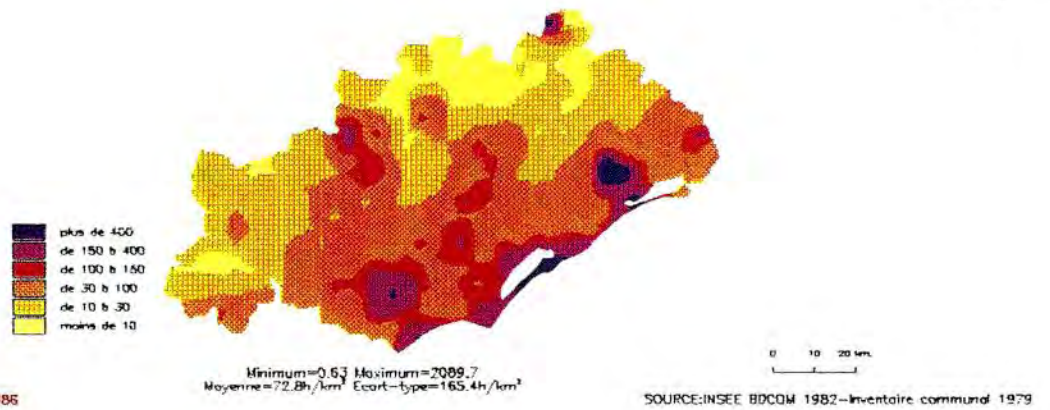 plus de 400
de 150 à 400
de 100 à 150
de 30 à 100
de 10 à 30
moins de 10
Minimum=0.63 Maximum=2089.7
Moyenne=72.8h/km² Ecart-type=165.4h/km²
0 10 20 km.
86
SOURCE:INSEE BDCOM 1982-Inventaire communal 1979